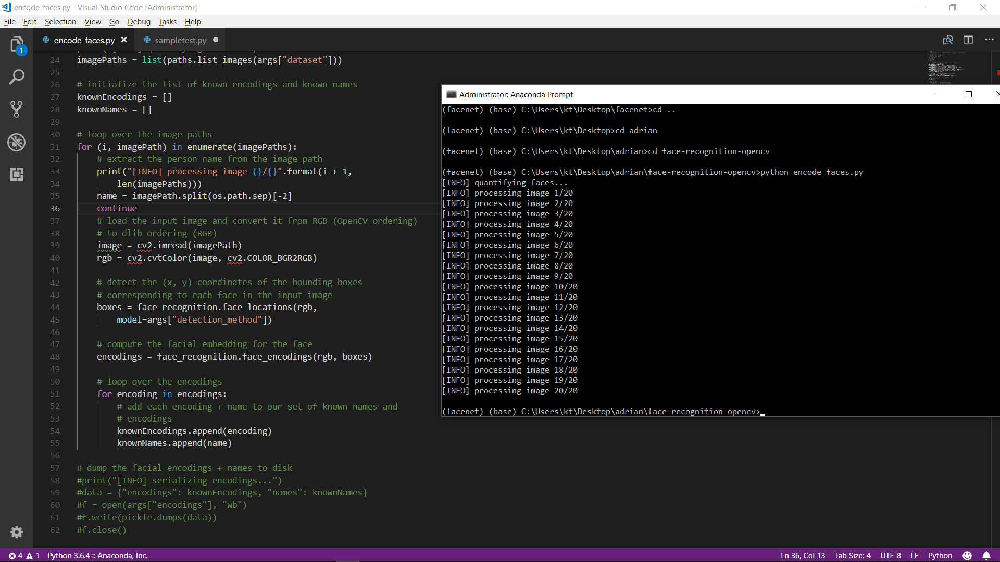 encode_faces.py - Visual Studio Code [Administrator]
File Edit Selection View Go Debug Tasks Help
encode_faces.py sampletest.py
1
24 imagePaths = list(paths.list_images(args["dataset"]))
25
26 # initialize the list of known encodings and known names
27 knownEncodings = []
28 knownNames = []
29
30 # loop over the image paths
31 for (i, imagePath) in enumerate(imagePaths):
32 # extract the person name from the image path
33 print("[INFO] processing image {}/{}".format(i + 1,
34 len(imagePaths)))
35 name = imagePath.split(os.path.sep)[-2]
36 continue
37 # load the input image and convert it from RGB (OpenCV ordering)
38 # to dlib ordering (RGB)
39 image = cv2.imread(imagePath)
40 rgb = cv2.cvtColor(image, cv2.COLOR_BGR2RGB)
41
42 # detect the (x, y)-coordinates of the bounding boxes
43 # corresponding to each face in the input image
44 boxes = face_recognition.face_locations(rgb,
45 model=args["detection_method"])
46
47 # compute the facial embedding for the face
48 encodings = face_recognition.face_encodings(rgb, boxes)
49
50 # loop over the encodings
51 for encoding in encodings:
52 # add each encoding + name to our set of known names and
53 # encodings
54 knownEncodings.append(encoding)
55 knownNames.append(name)
56
57 # dump the facial encodings + names to disk
58 #print("[INFO] serializing encodings...")
59 #data = {"encodings": knownEncodings, "names": knownNames}
60 #f = open(args["encodings"], "wb")
61 #f.write(pickle.dumps(data))
62 #f.close()
Administrator: Anaconda Prompt
(facenet) (base) C:\Users\kt\Desktop\facenet>cd ..
(facenet) (base) C:\Users\kt\Desktop>cd adrian
(facenet) (base) C:\Users\kt\Desktop\adrian>cd face-recognition-opencv
(facenet) (base) C:\Users\kt\Desktop\adrian\face-recognition-opencv>python encode_faces.py
[INFO] quantifying faces...
[INFO] processing image 1/20
[INFO] processing image 2/20
[INFO] processing image 3/20
[INFO] processing image 4/20
[INFO] processing image 5/20
[INFO] processing image 6/20
[INFO] processing image 7/20
[INFO] processing image 8/20
[INFO] processing image 9/20
[INFO] processing image 10/20
[INFO] processing image 11/20
[INFO] processing image 12/20
[INFO] processing image 13/20
[INFO] processing image 14/20
[INFO] processing image 15/20
[INFO] processing image 16/20
[INFO] processing image 17/20
[INFO] processing image 18/20
[INFO] processing image 19/20
[INFO] processing image 20/20
(facenet) (base) C:\Users\kt\Desktop\adrian\face-recognition-opencv>
4 1 Python 3.6.4 :: Anaconda, Inc. Ln 36, Col 13 Tab Size: 4 UTF-8 LF Python